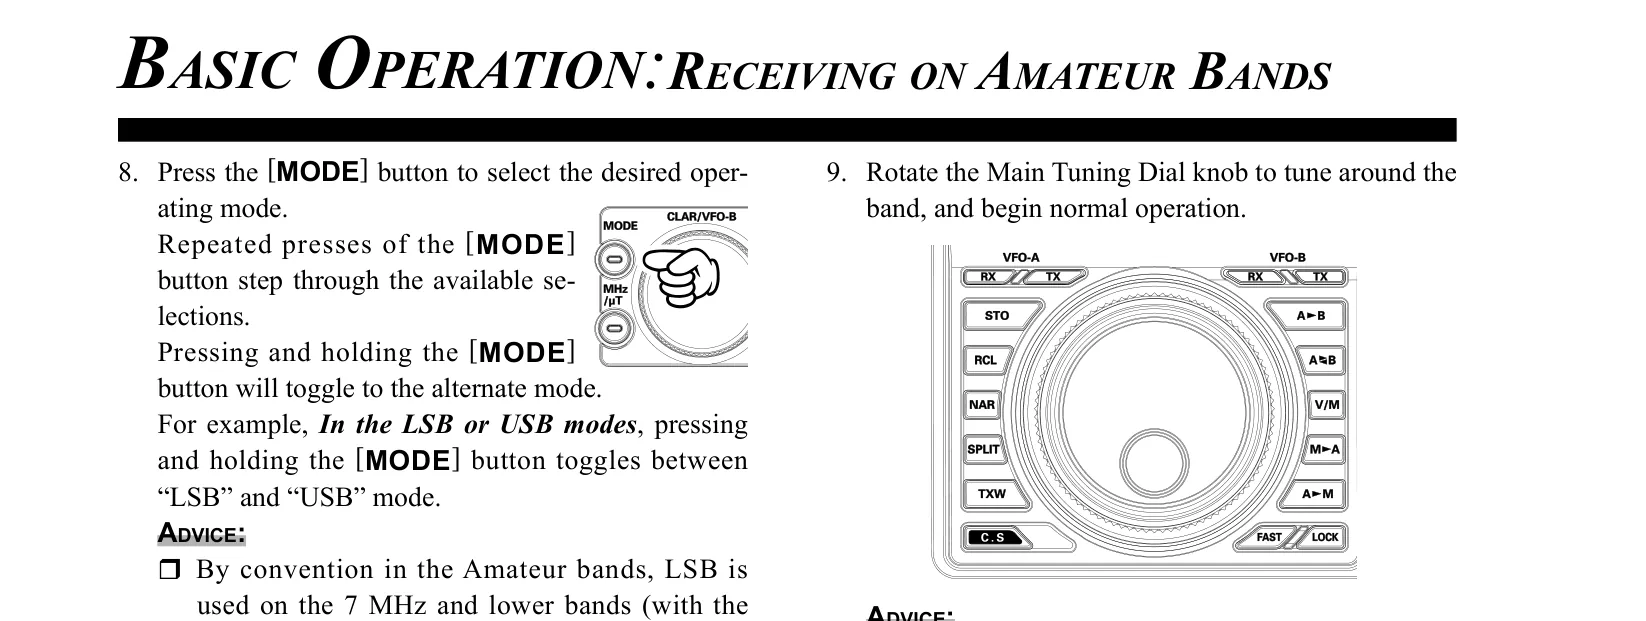 BASIC OPERATION: RECEIVING ON AMATEUR BANDS
8. Press the [MODE] button to select the desired oper-
ating mode.
Repeated presses of the [MODE]
button step through the available se-
lections.
Pressing and holding the [MODE]
button will toggle to the alternate mode.
For example, In the LSB or USB modes, pressing
and holding the [MODE] button toggles between
“LSB” and “USB” mode.
ADVICE:
❒ By convention in the Amateur bands, LSB is
used on the 7 MHz and lower bands (with the
CLAR/VFO-B
MODE
MHz
/µT
9. Rotate the Main Tuning Dial knob to tune around the
band, and begin normal operation.
VFO-A VFO-B
RX TX RX TX
STO A►B
RCL A⇆B
NAR V/M
SPLIT M►A
TXW A►M
C.S FAST LOCK
ADVICE: